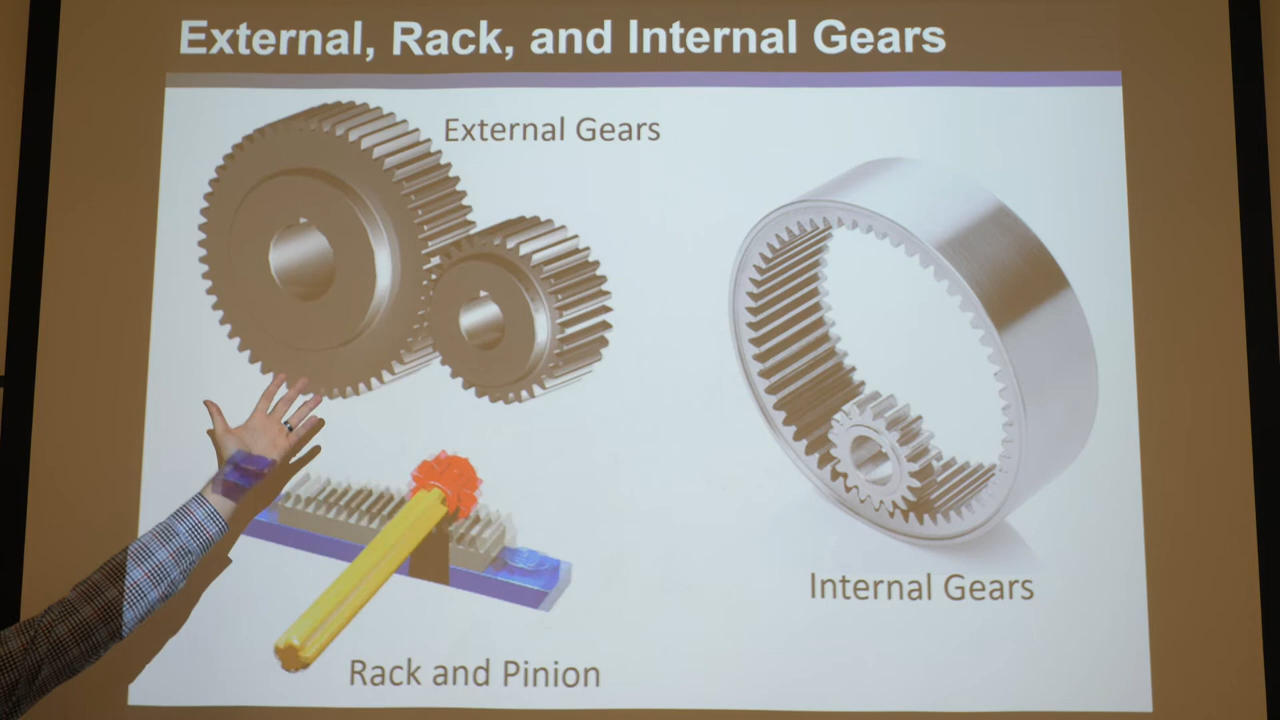 External, Rack, and Internal Gears
External Gears
Internal Gears
Rack and Pinion